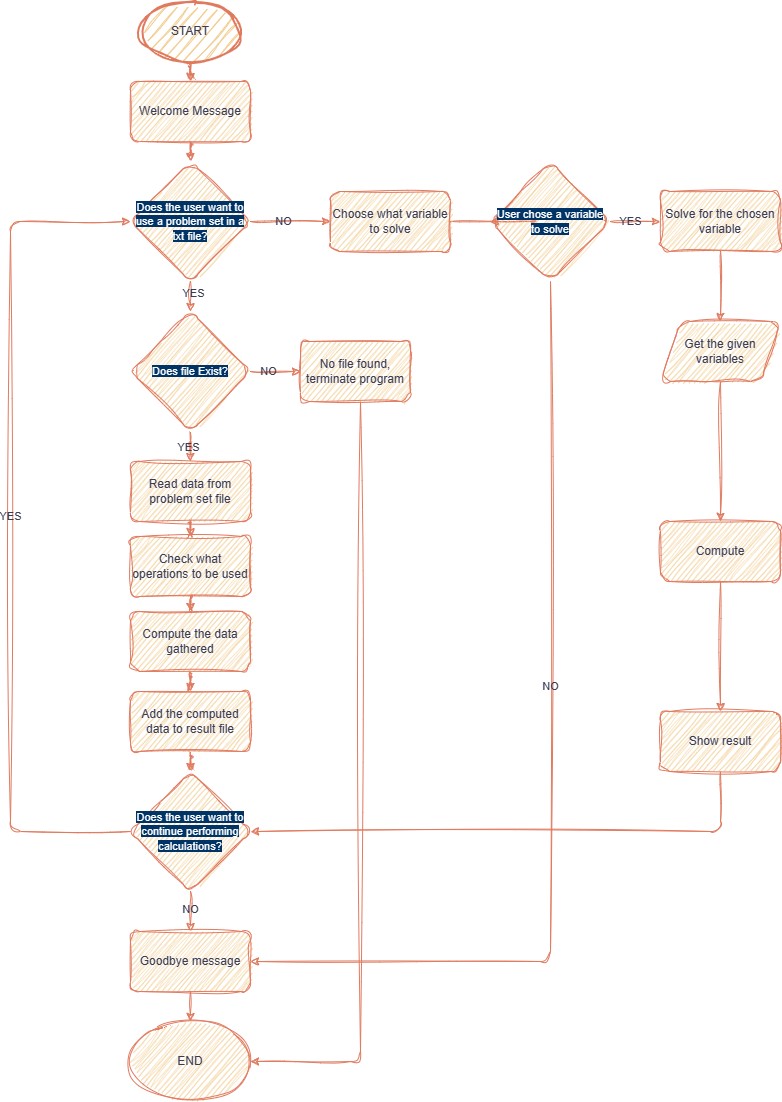 START
Welcome Message
Does the user want to
use a problem set in a
txt file?
NO
Choose what variable
to solve
User chose a variable
to solve
YES
Solve for the chosen
variable
YES
Get the given
variables
Does file Exist?
NO
No file found,
terminate program
YES
Read data from
problem set file
YES
Check what
operations to be used
Compute
Compute the data
gathered
NO
Add the computed
data to result file
Show result
Does the user want to
continue performing
calculations?
NO
Goodbye message
END